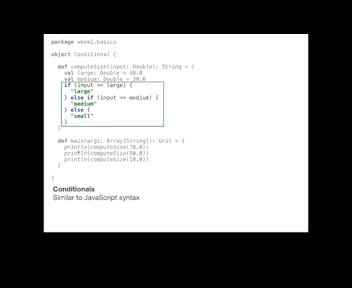 package week1.basics
object Conditional {
def computeSize(input: Double): String = {
val large: Double = 60.0
val medium: Double = 30.0
if (input >= large) {
"large"
} else if (input >= medium) {
"medium"
} else {
"small"
}
}
def main(args: Array[String]): Unit = {
println(computeSize(70.0))
println(computeSize(50.0))
println(computeSize(10.0))
}
}
Conditionals
Similar to JavaScript syntax